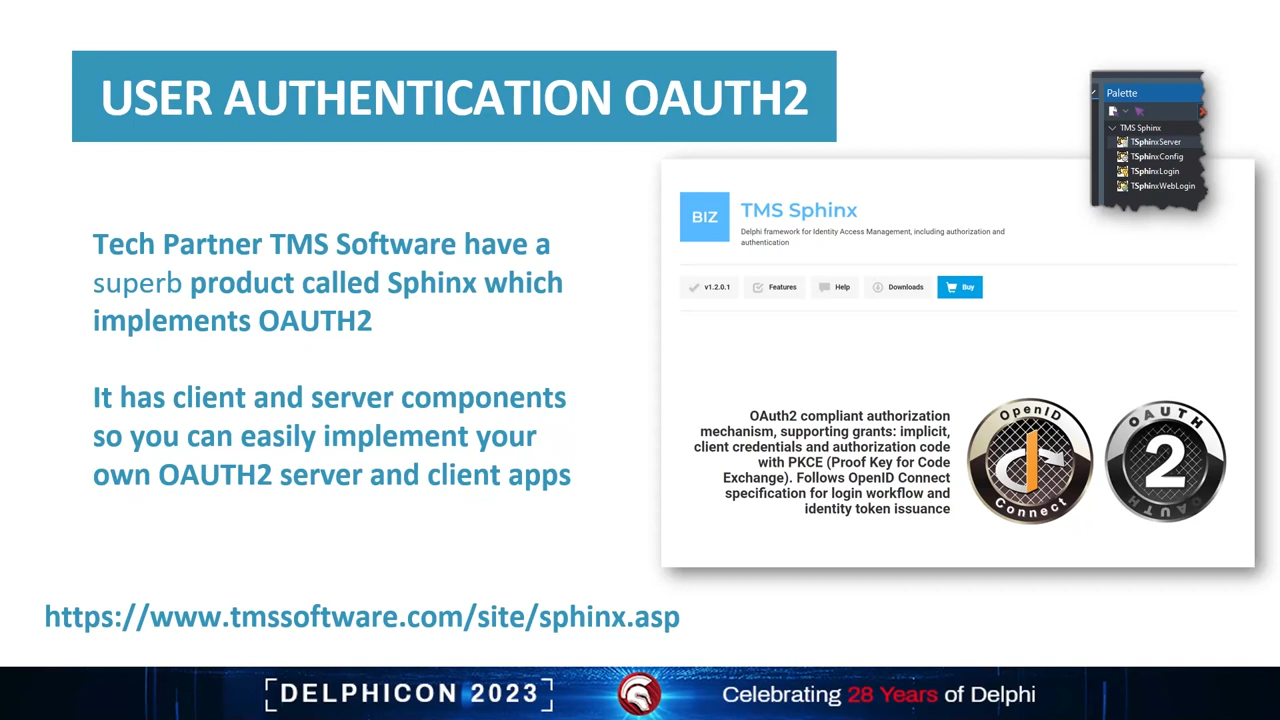 USER AUTHENTICATION OAUTH2
Palette
TMS Sphinx
TSphinxServer
TSphinxConfig
TSphinxLogin
TSphinxWebLogin
Tech Partner TMS Software have a
superb product called Sphinx which
implements OAUTH2
It has client and server components
so you can easily implement your
own OAUTH2 server and client apps
BIZ
TMS Sphinx
Delphi framework for Identity Access Management, including authorization and
authentication
v1.2.0.1 Features Help Downloads Buy
OAuth2 compliant authorization
mechanism, supporting grants: implicit,
client credentials and authorization code
with PKCE (Proof Key for Code
Exchange). Follows OpenID Connect
specification for login workflow and
identity token issuance
OpenID
Connect
OAUTH
2
OAUTH
https://www.tmssoftware.com/site/sphinx.asp
[DELPHICON 2023]
Celebrating 28 Years of Delphi